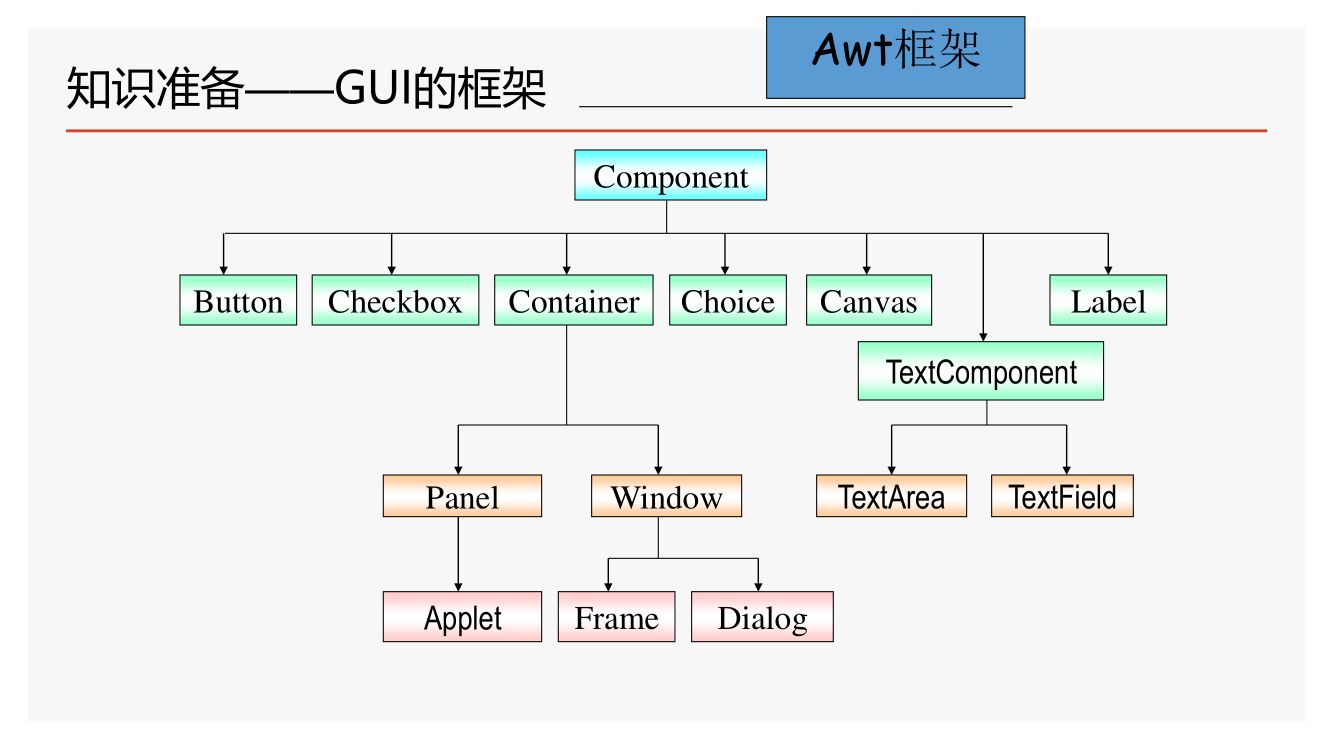 Awt框架
知识准备——GUI的框架
Component
Button Checkbox Container Choice Canvas Label
TextComponent
Panel Window TextArea TextField
Applet Frame Dialog